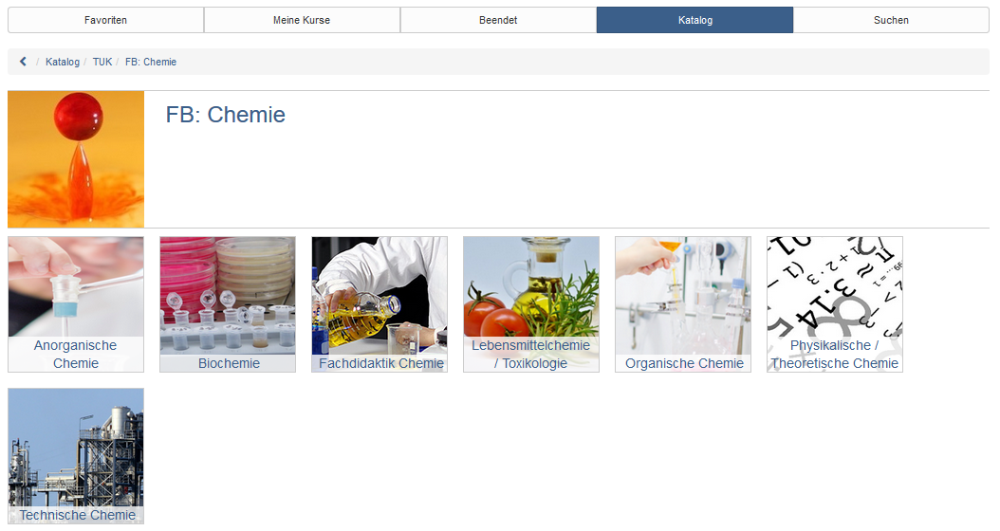 Favoriten
Meine Kurse
Beendet
Katalog
Suchen
/ Katalog / TUK / FB: Chemie
FB: Chemie
Anorganische
Chemie
Biochemie
Fachdidaktik Chemie
Lebensmittelchemie
/ Toxikologie
Organische Chemie
Physikalische /
Theoretische Chemie
Technische Chemie